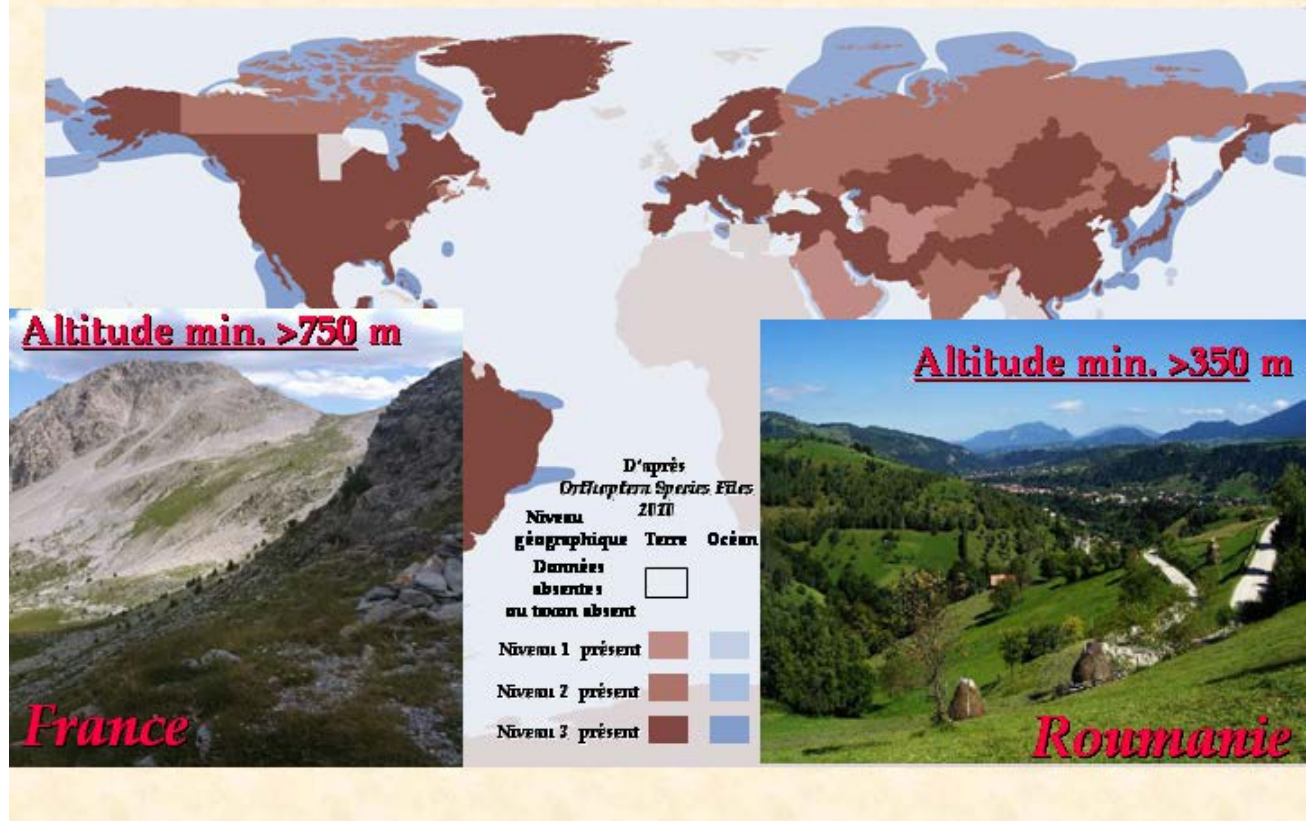 Altitude min. >750 m
France
Altitude min. >350 m
Roumanie
D'après
Orthoptera Species Files
2010
Niveau
géographique Terre Océan
Données
absentes
ou taxon absent
Niveau 1 présent
Niveau 2 présent
Niveau 3 présent